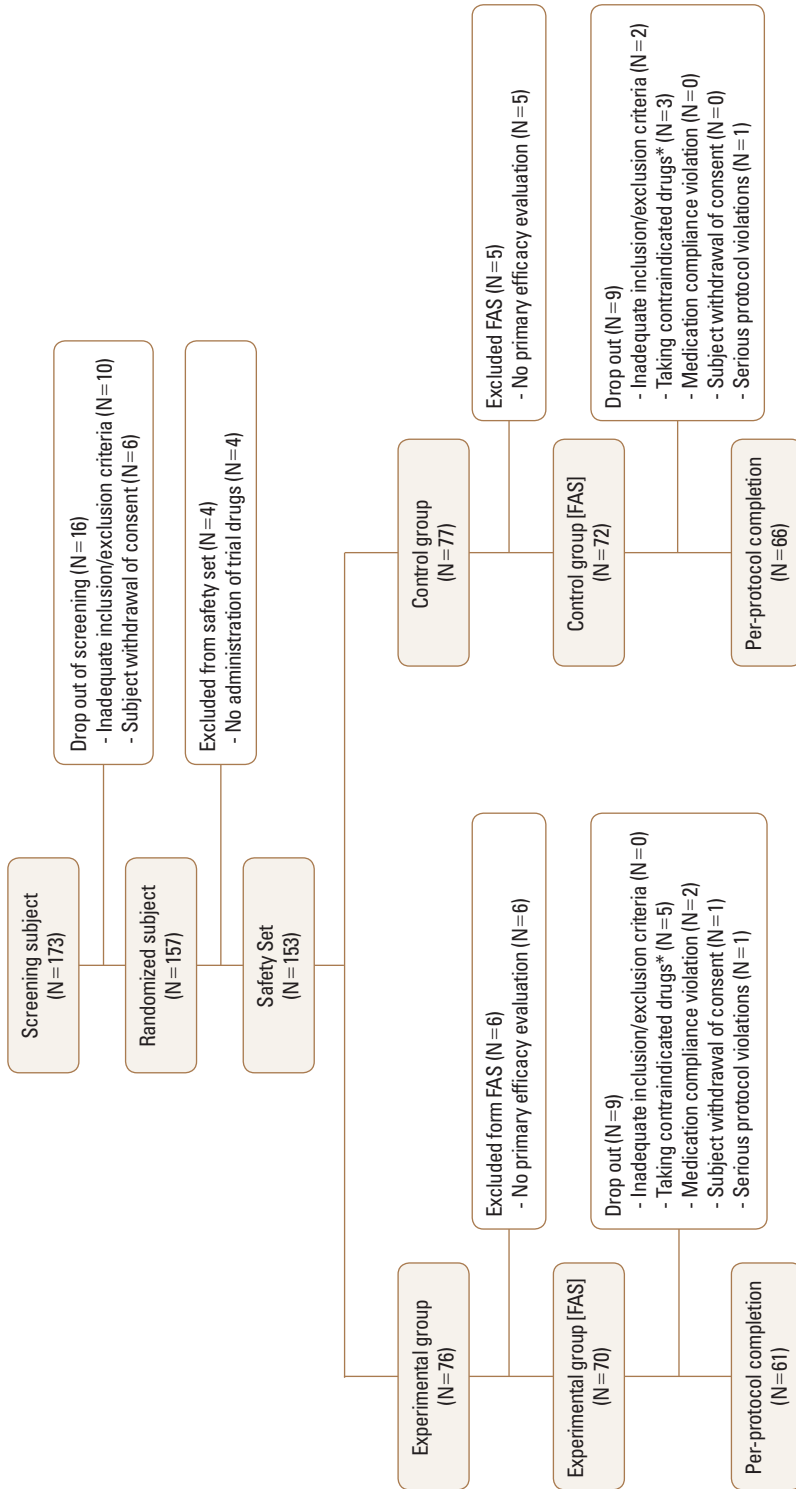 Screening subject
(N=173)
Drop out of screening (N=16)
- Inadequate inclusion/exclusion criteria (N=10)
- Subject withdrawal of consent (N=6)
Randomized subject
(N=157)
Excluded from safety set (N=4)
- No administration of trial drugs (N=4)
Safety Set
(N=153)
Experimental group
(N=76)
Excluded form FAS (N=6)
- No primary efficacy evaluation (N=6)
Experimental group [FAS]
(N=70)
Drop out (N=9)
- Inadequate inclusion/exclusion criteria (N=0)
- Taking contraindicated drugs* (N=5)
- Medication compliance violation (N=2)
- Subject withdrawal of consent (N=1)
- Serious protocol violations (N=1)
Per-protocol completion
(N=61)
Control group
(N=77)
Excluded FAS (N=5)
- No primary efficacy evaluation (N=5)
Control group [FAS]
(N=72)
Drop out (N=9)
- Inadequate inclusion/exclusion criteria (N=2)
- Taking contraindicated drugs* (N=3)
- Medication compliance violation (N=0)
- Subject withdrawal of consent (N=0)
- Serious protocol violations (N=1)
Per-protocol completion
(N=66)